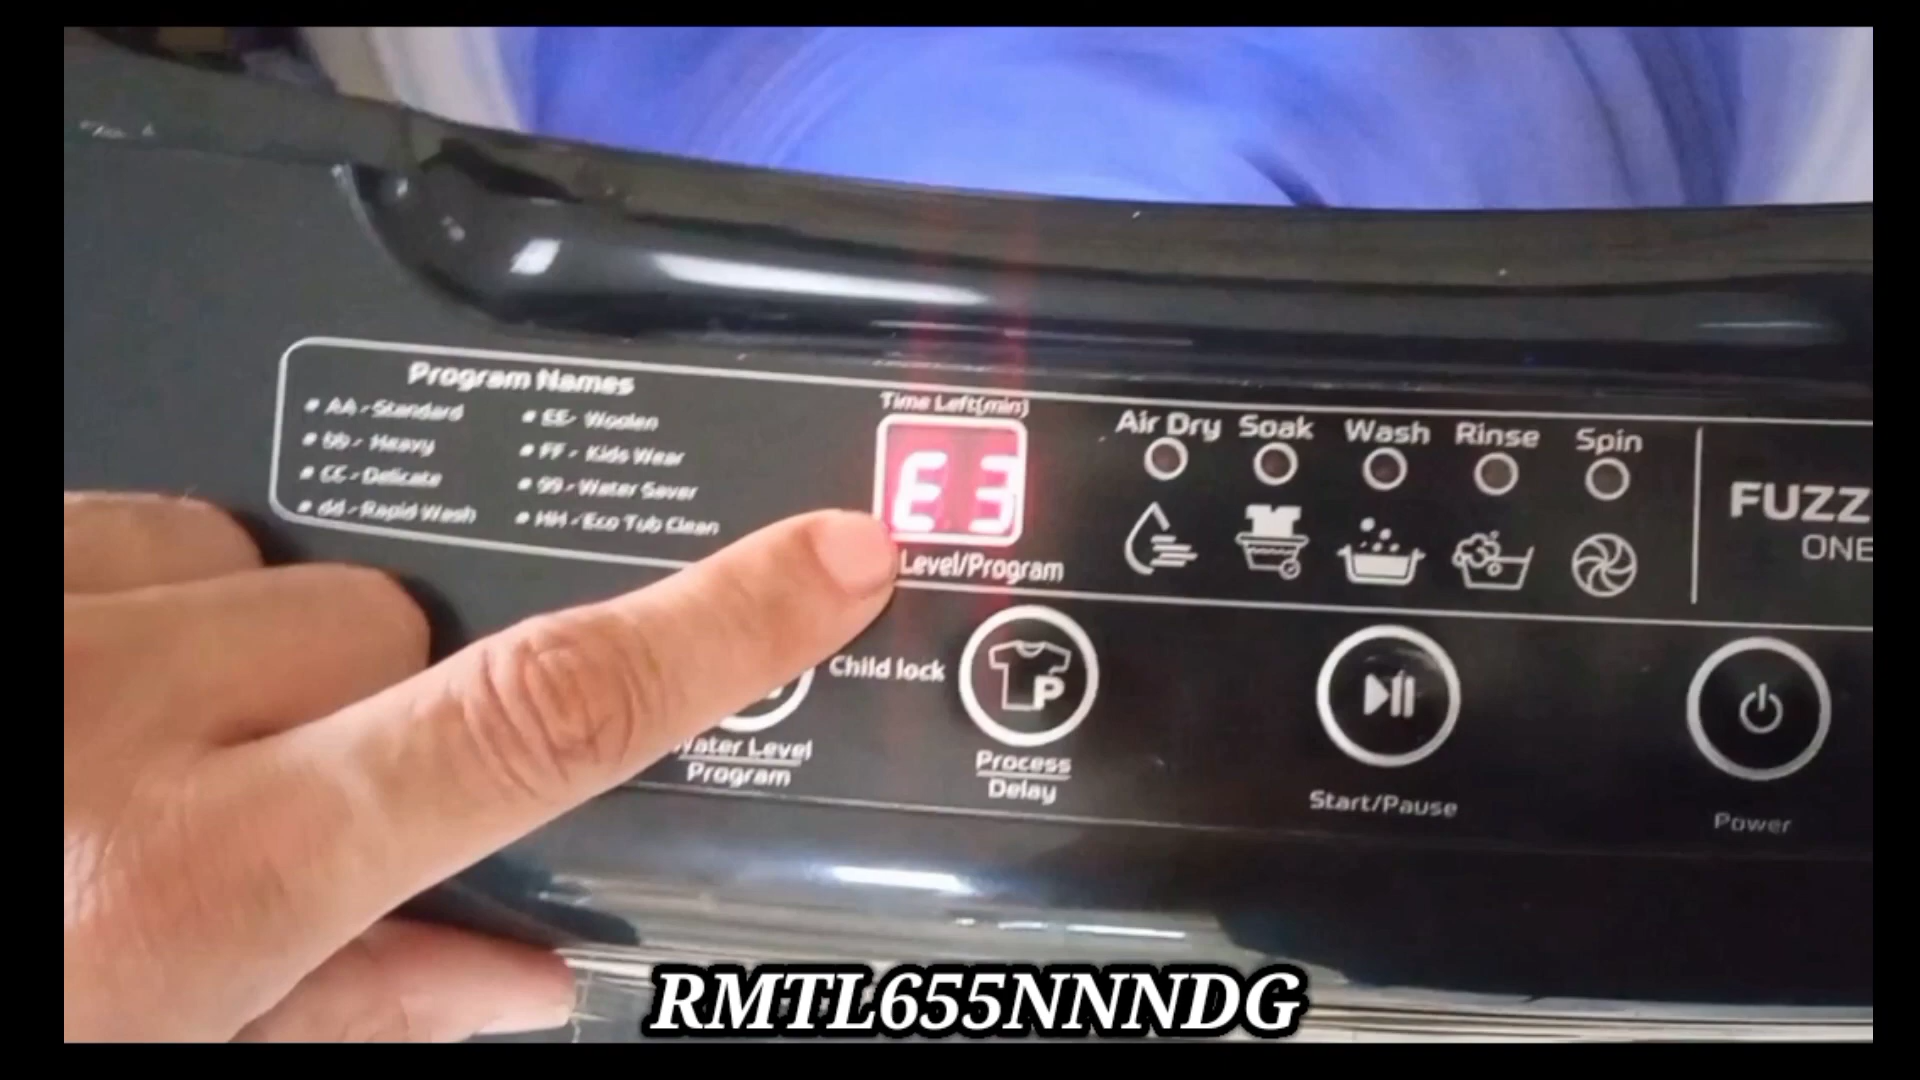 Program Names
AA - Standard
bb - Heavy
CC - Delicate
dd - Rapid Wash
EE - Woolen
FF - Kids Wear
99 - Water Saver
HH - Eco Tub Clean
Time Left(min)
E3
Level/Program
Air Dry
Soak
Wash
Rinse
Spin
FUZZ
ONE
Child lock
Water Level
Program
Process
Delay
Start/Pause
Power
RMTL655NNNDG